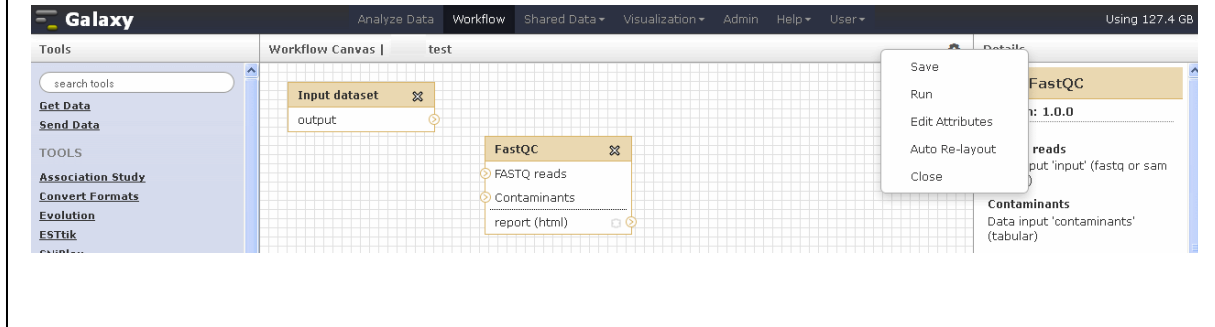 Galaxy
Analyze Data Workflow Shared Data Visualization Admin Help User
Using 127.4 GB
Tools
search tools
Get Data
Send Data
TOOLS
Association Study
Convert Formats
Evolution
ESTtik
Workflow Canvas | test
Input dataset
output
FastQC
FASTQ reads
Contaminants
report (html)
Save
Run
Edit Attributes
Auto Re-layout
Close
Details
FastQC
1.0.0
reads
'input' (fastq or sam
Contaminants
Data input 'contaminants'
(tabular)